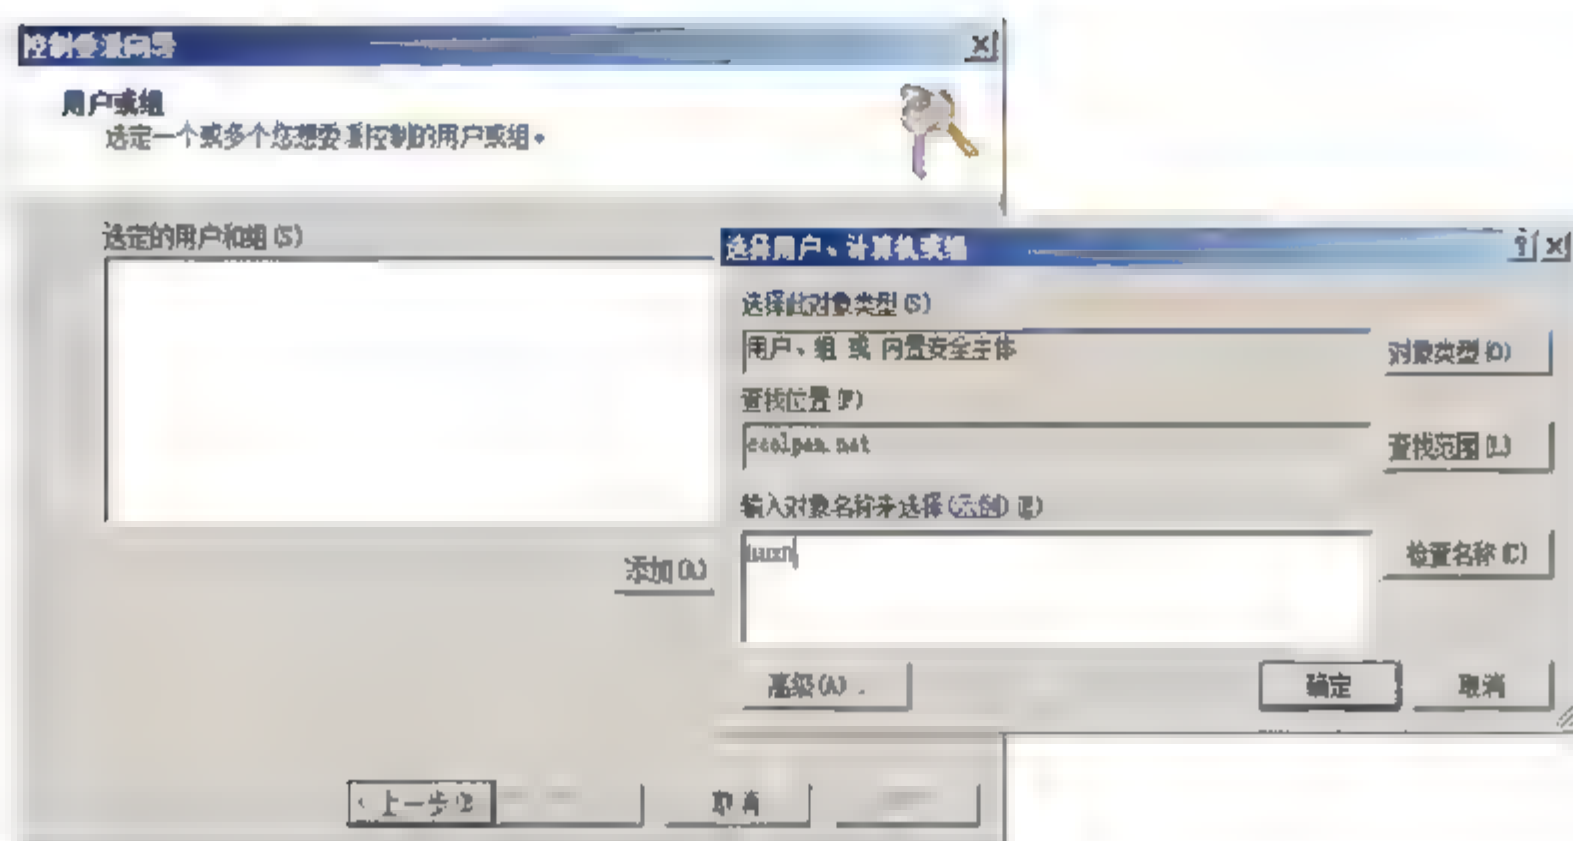 控制委派向导
用户或组
选定一个或多个您想委派控制的用户或组。
选定的用户和组(S)
添加(A)
< 上一步(B)
取消
选择用户、计算机或组
选择此对象类型(S)
用户、组 或 内置安全主体
对象类型(O)
查找位置(F)
coolpen.net
查找范围(L)
输入对象名称来选择(示例)(E)
检查名称(C)
高级(A)
确定
取消